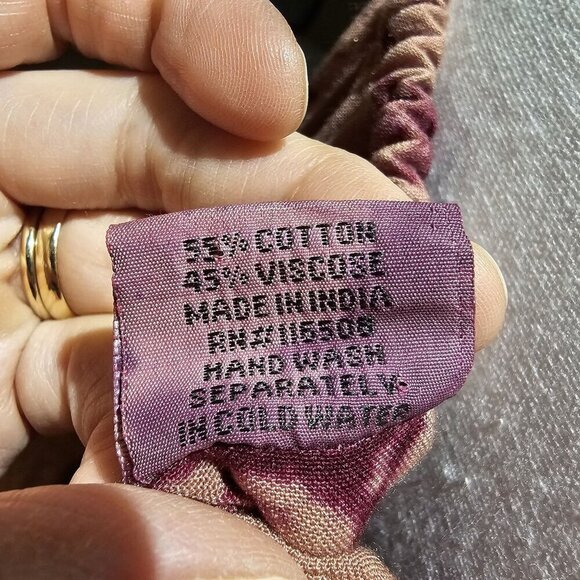 55% COTTON
45% VISCOSE
MADE IN INDIA
RN# 116508
HAND WASH
SEPARATELY
IN COLD WATER